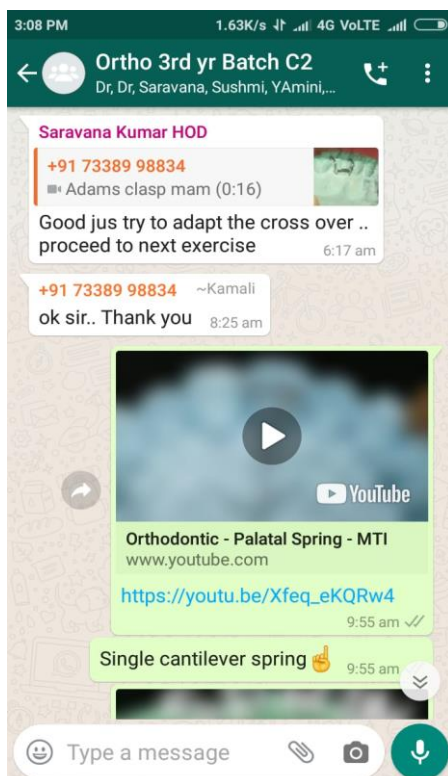 3:08 PM
1.63K/s 4G VoLTE
Ortho 3rd yr Batch C2
Dr, Dr, Saravana, Sushmi, YAmini,...
Saravana Kumar HOD
+91 73389 98834
Adams clasp mam (0:16)
Good jus try to adapt the cross over ..
proceed to next exercise
6:17 am
+91 73389 98834 ~Kamali
ok sir.. Thank you
8:25 am
YouTube
Orthodontic - Palatal Spring - MTI
www.youtube.com
https://youtu.be/Xfeq_eKQRw4
9:55 am
Single cantilever spring☝
9:55 am
Type a message